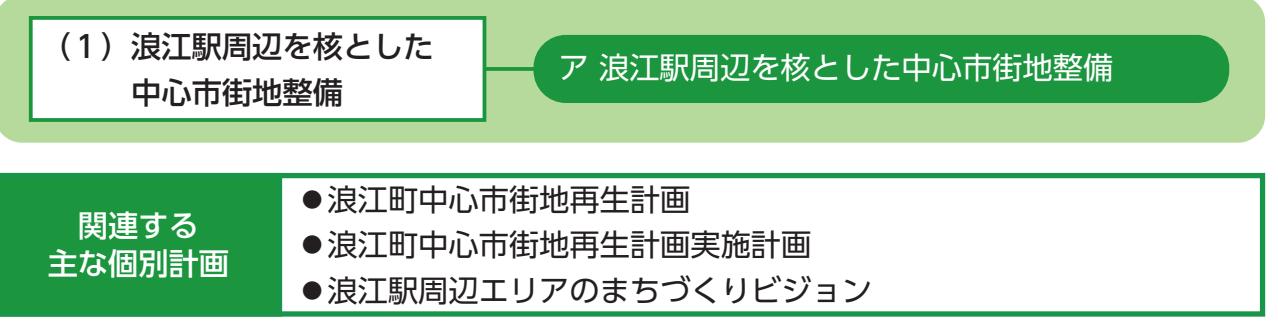 （1）浪江駅周辺を核とした
中心市街地整備
ア 浪江駅周辺を核とした中心市街地整備
関連する
主な個別計画
●浪江町中心市街地再生計画
●浪江町中心市街地再生計画実施計画
●浪江駅周辺エリアのまちづくりビジョン